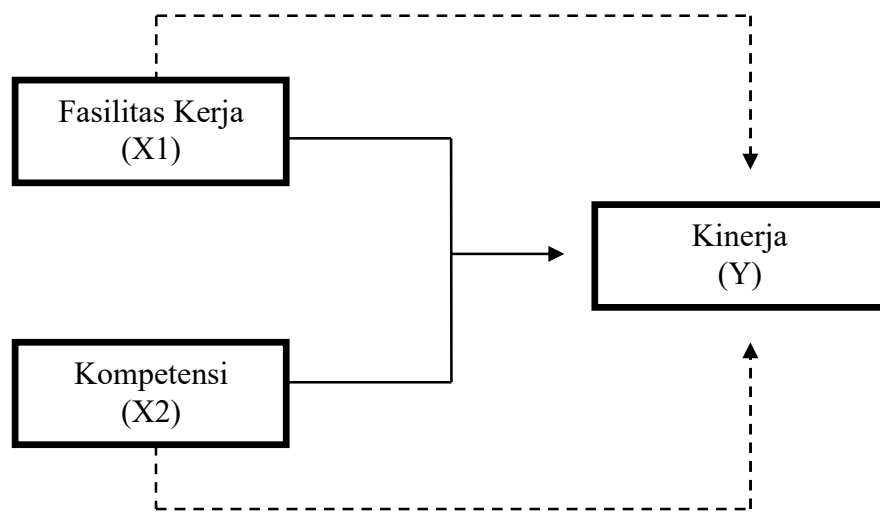 Fasilitas Kerja
(X1)
Kinerja
(Y)
Kompetensi
(X2)